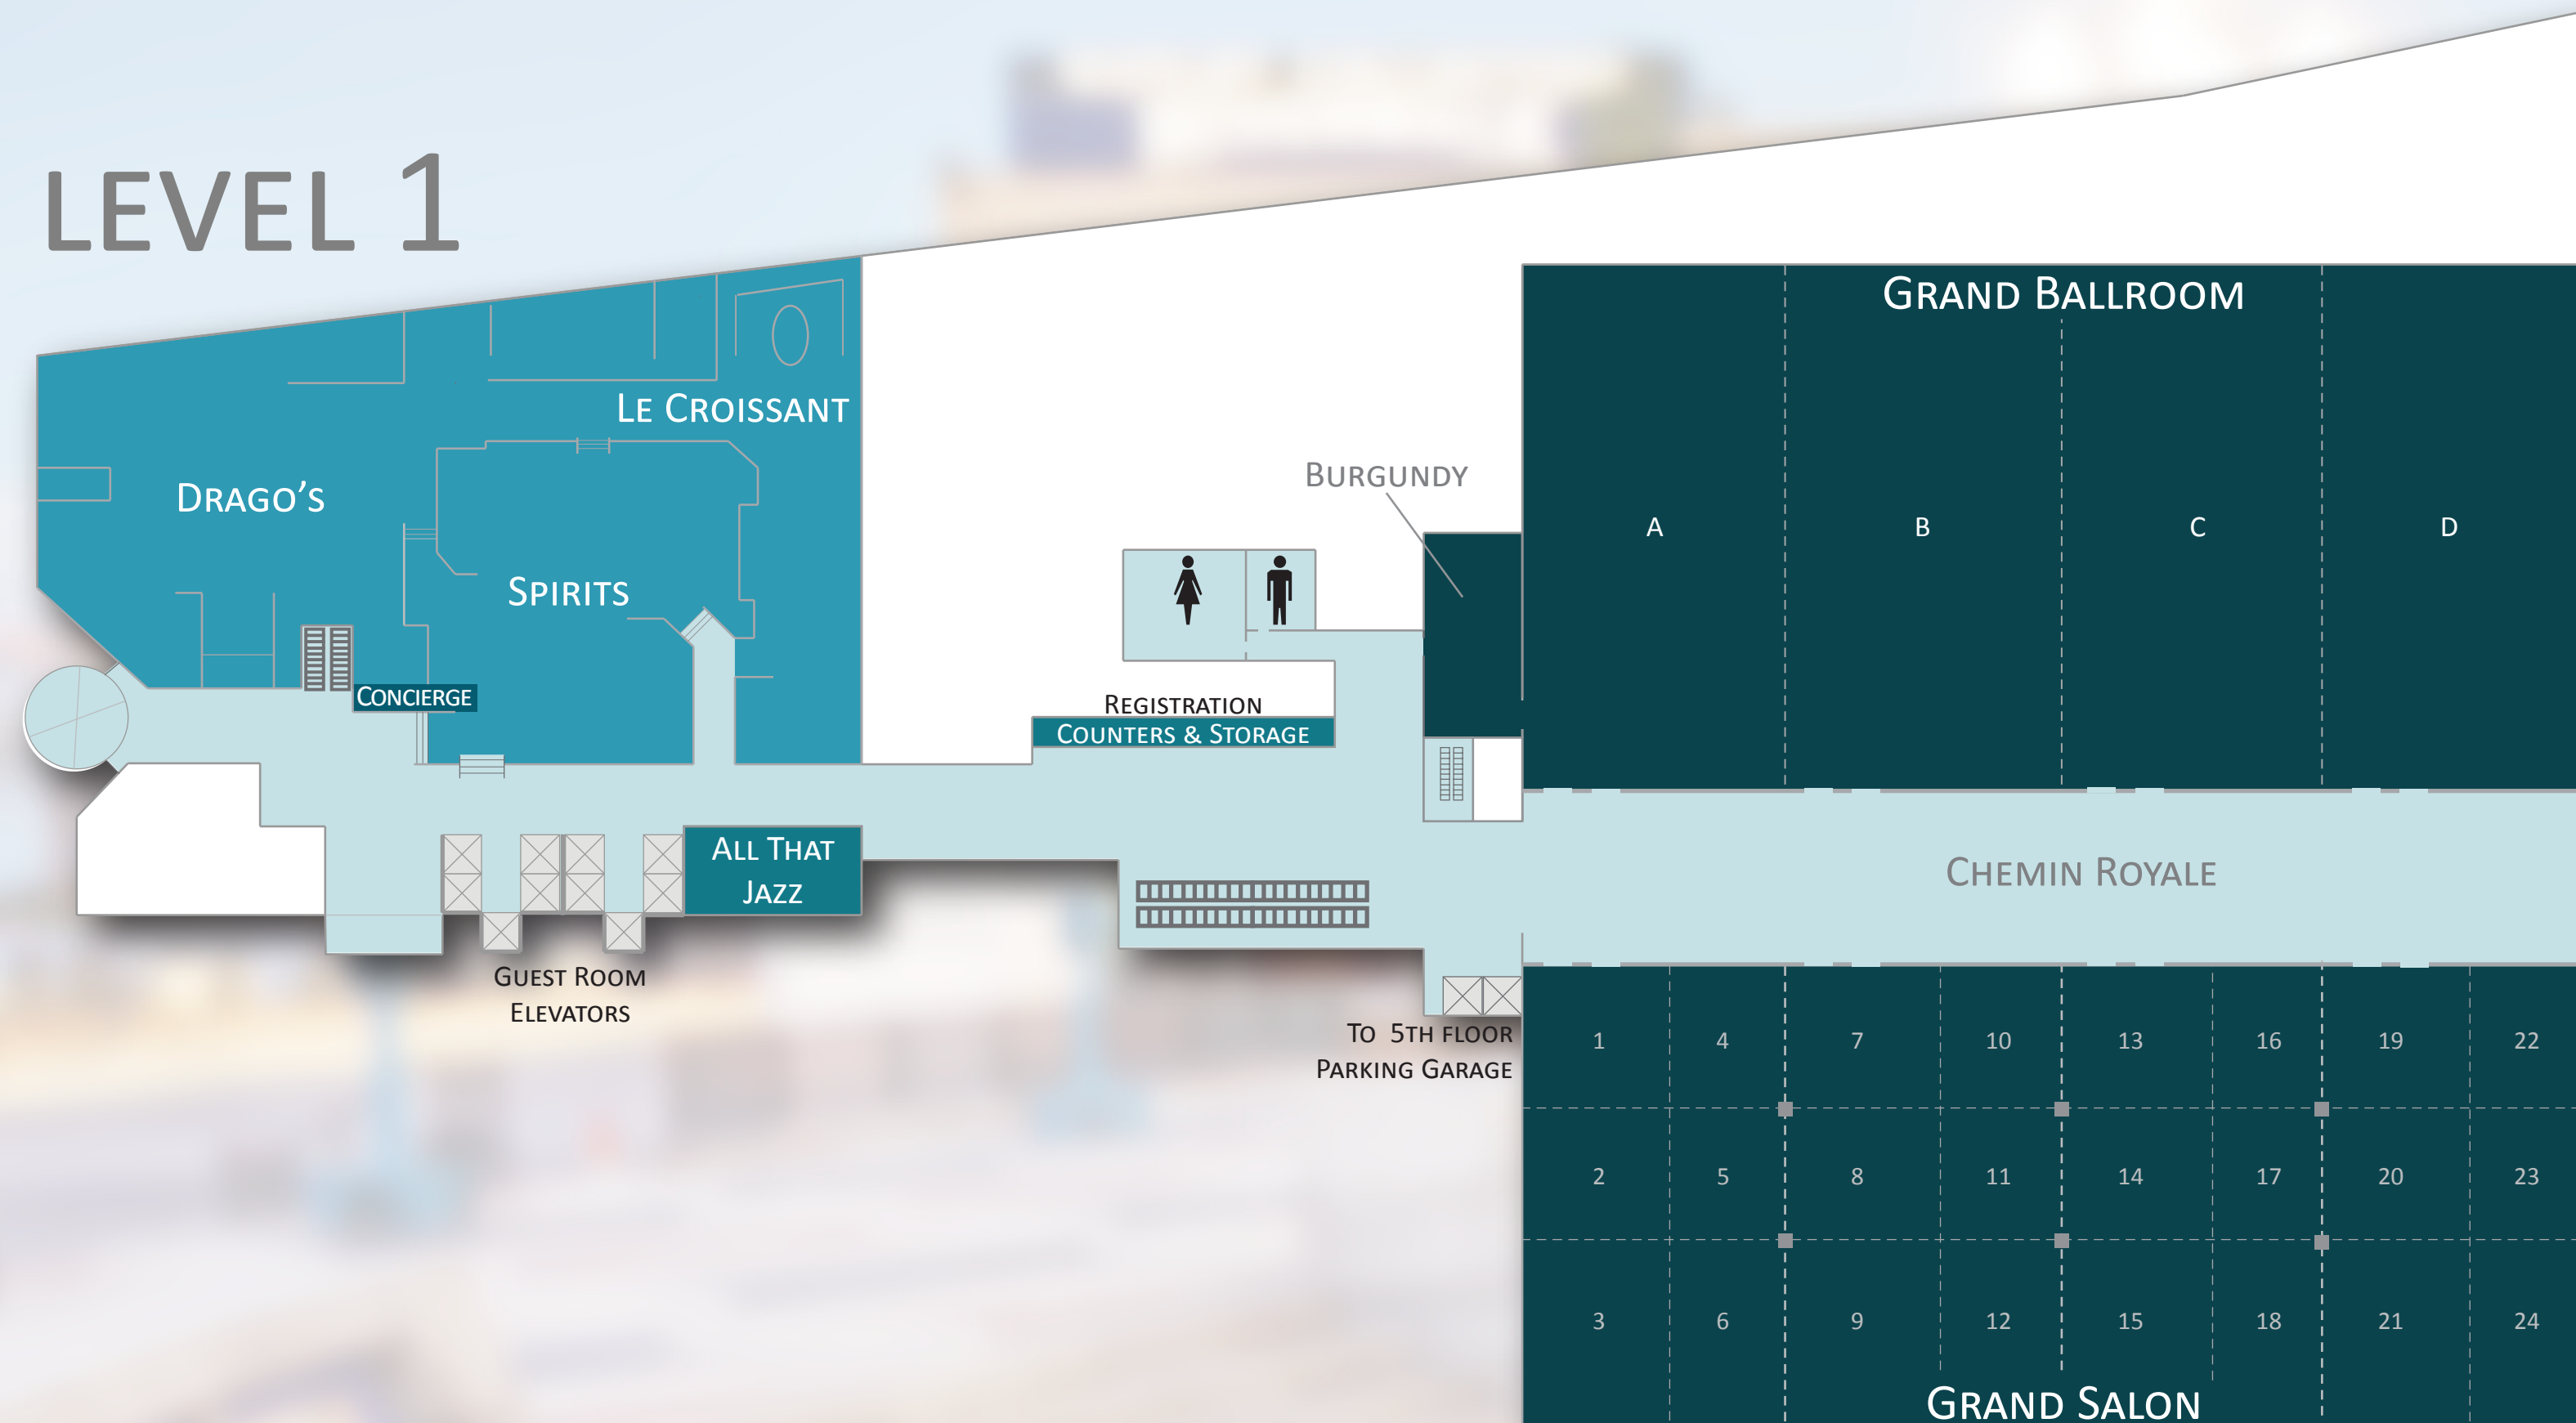 LEVEL 1
GRAND BALLROOM
LE CROISSANT
BURGUNDY
DRAGO’S
A B C D
SPIRITS
CONCIERGE
REGISTRATION
COUNTERS & STORAGE
ALL THAT
JAZZ
CHEMIN ROYALE
GUEST ROOM
ELEVATORS
TO 5TH FLOOR
PARKING GARAGE
1 4 7 10 13 16 19 22
2 5 8 11 14 17 20 23
3 6 9 12 15 18 21 24
GRAND SALON